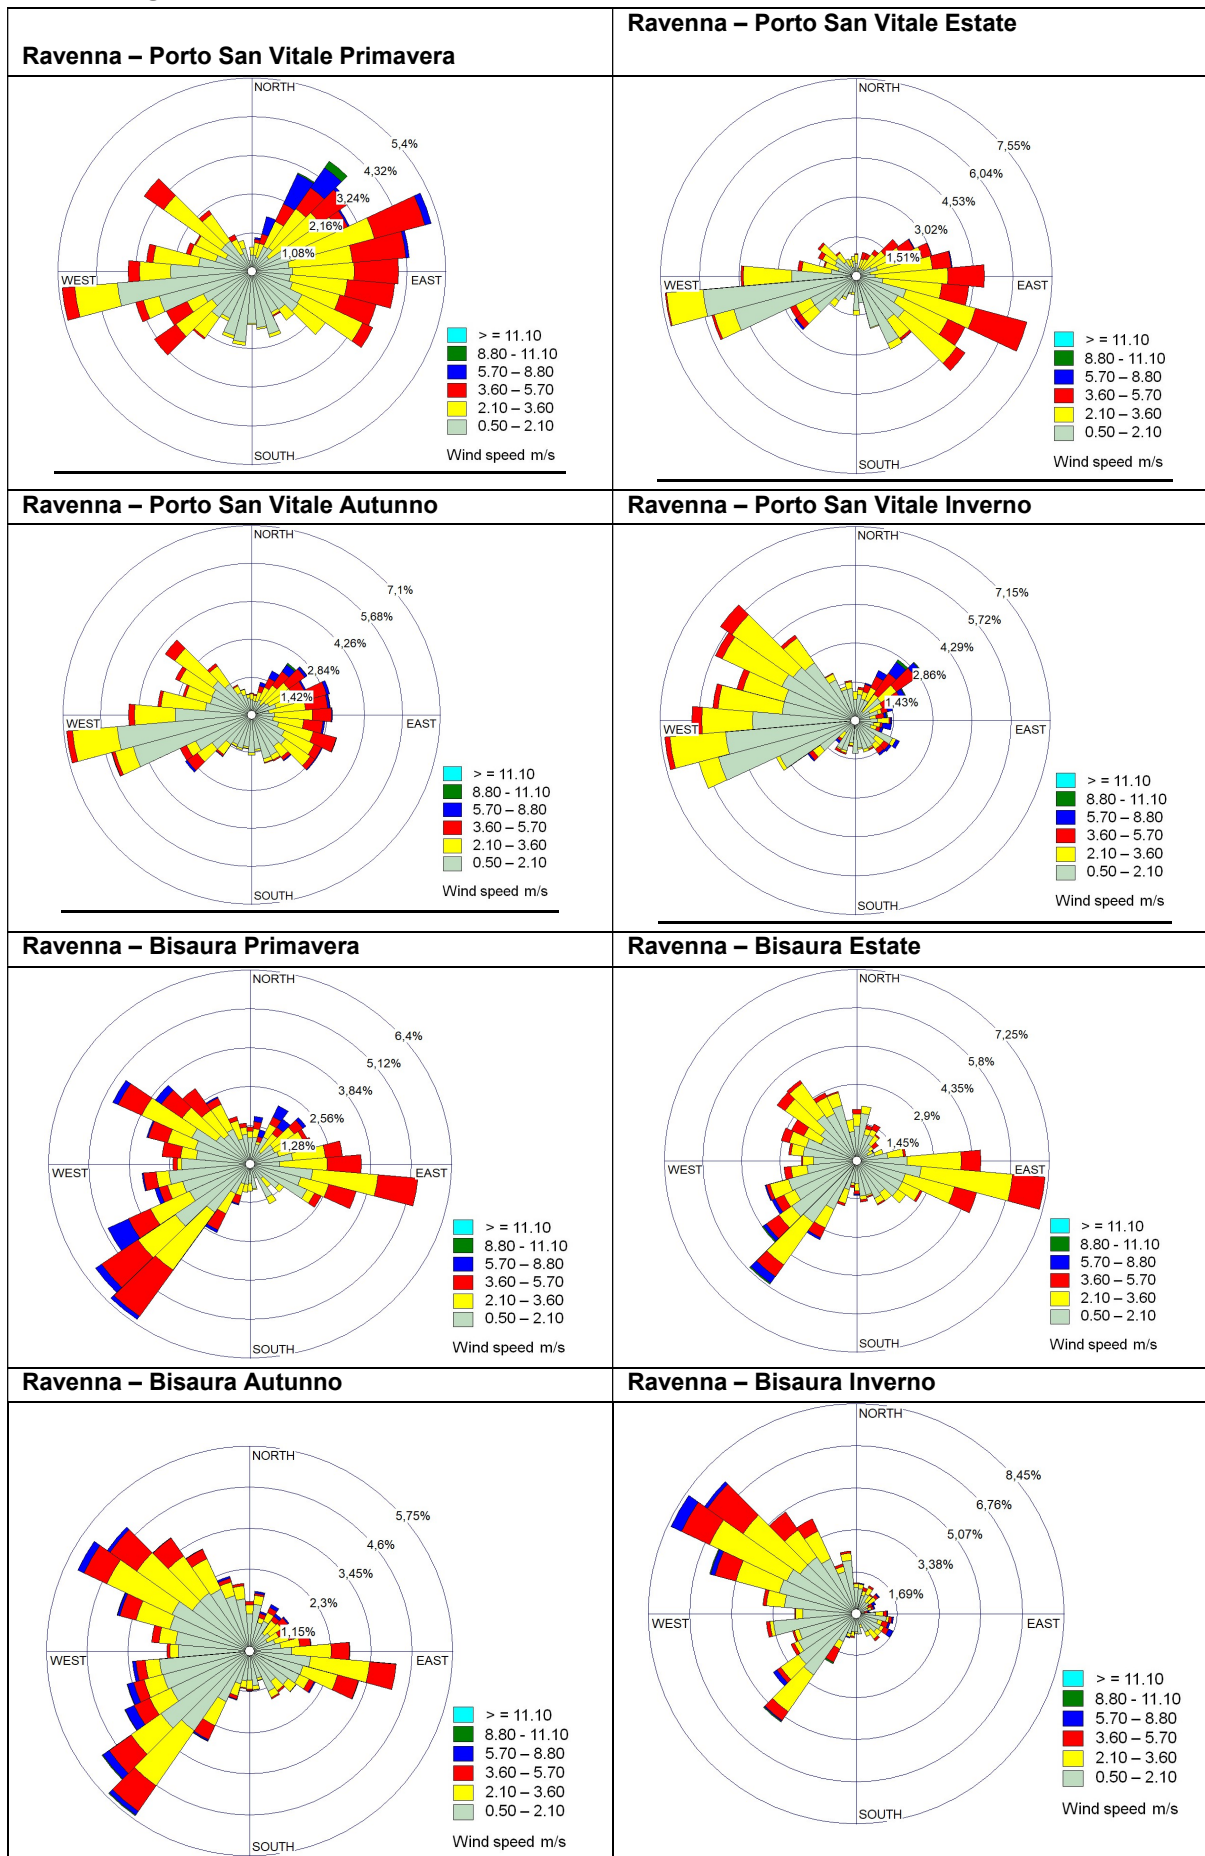 Ravenna – Porto San Vitale Primavera
NORTH
5,4%
4,32%
3,24%
2,16%
1,08%
WEST
EAST
SOUTH
> = 11.10
8.80 - 11.10
5.70 – 8.80
3.60 – 5.70
2.10 – 3.60
0.50 – 2.10
Wind speed m/s
Ravenna – Porto San Vitale Estate
NORTH
7,55%
6,04%
4,53%
3,02%
1,51%
WEST
EAST
SOUTH
> = 11.10
8.80 - 11.10
5.70 – 8.80
3.60 – 5.70
2.10 – 3.60
0.50 – 2.10
Wind speed m/s
Ravenna – Porto San Vitale Autunno
NORTH
7,1%
5,68%
4,26%
2,84%
1,42%
WEST
EAST
SOUTH
> = 11.10
8.80 - 11.10
5.70 – 8.80
3.60 – 5.70
2.10 – 3.60
0.50 – 2.10
Wind speed m/s
Ravenna – Porto San Vitale Inverno
NORTH
7,15%
5,72%
4,29%
2,86%
1,43%
WEST
EAST
SOUTH
> = 11.10
8.80 - 11.10
5.70 – 8.80
3.60 – 5.70
2.10 – 3.60
0.50 – 2.10
Wind speed m/s
Ravenna – Bisaura Primavera
NORTH
6,4%
5,12%
3,84%
2,56%
1,28%
WEST
EAST
SOUTH
> = 11.10
8.80 - 11.10
5.70 – 8.80
3.60 – 5.70
2.10 – 3.60
0.50 – 2.10
Wind speed m/s
Ravenna – Bisaura Estate
NORTH
7,25%
5,8%
4,35%
2,9%
1,45%
WEST
EAST
SOUTH
> = 11.10
8.80 - 11.10
5.70 – 8.80
3.60 – 5.70
2.10 – 3.60
0.50 – 2.10
Wind speed m/s
Ravenna – Bisaura Autunno
NORTH
5,75%
4,6%
3,45%
2,3%
1,15%
WEST
EAST
SOUTH
> = 11.10
8.80 - 11.10
5.70 – 8.80
3.60 – 5.70
2.10 – 3.60
0.50 – 2.10
Wind speed m/s
Ravenna – Bisaura Inverno
NORTH
8,45%
6,76%
5,07%
3,38%
1,69%
WEST
EAST
SOUTH
> = 11.10
8.80 - 11.10
5.70 – 8.80
3.60 – 5.70
2.10 – 3.60
0.50 – 2.10
Wind speed m/s